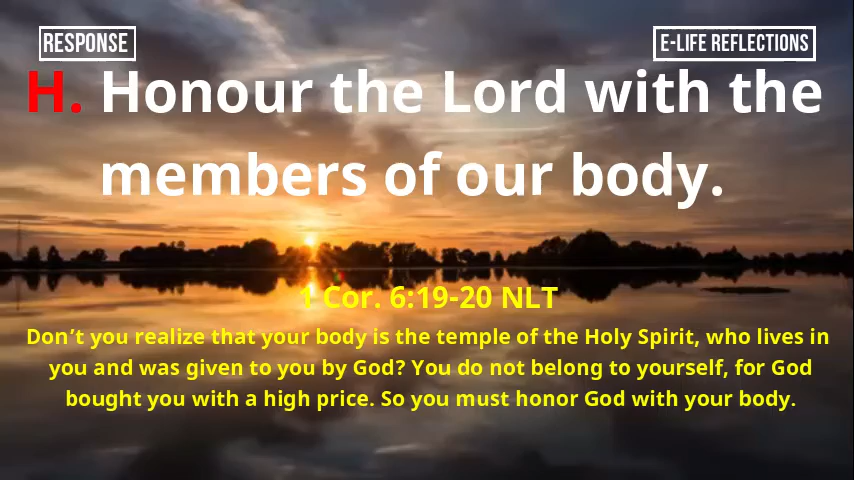 RESPONSE
E-LIFE REFLECTIONS
H. Honour the Lord with the
members of our body.
1 Cor. 6:19-20 NLT
Don’t you realize that your body is the temple of the Holy Spirit, who lives in
you and was given to you by God? You do not belong to yourself, for God
bought you with a high price. So you must honor God with your body.